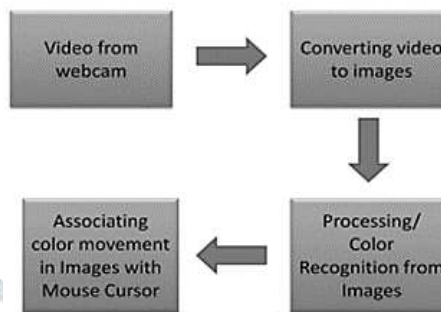 Video from
webcam
Converting video
to images
Processing/
Color
Recognition from
Images
Associating
color movement
in Images with
Mouse Cursor